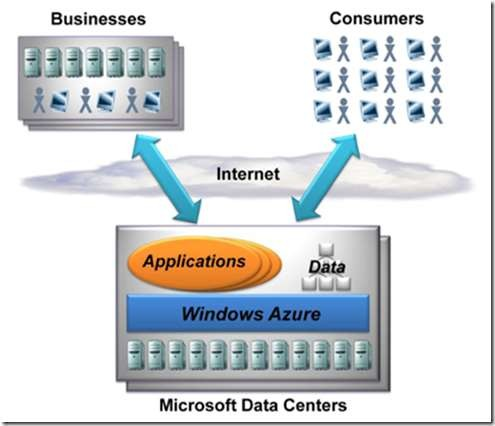 Businesses
Consumers
Internet
Applications
Data
Windows Azure
Microsoft Data Centers